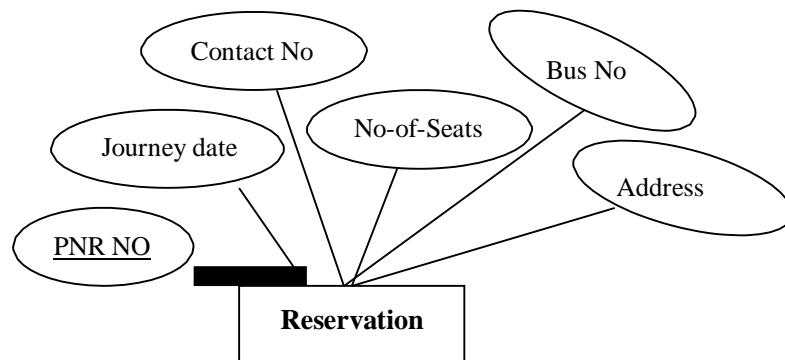 Contact No
Bus No
No-of-Seats
Journey date
Address
PNR NO
Reservation